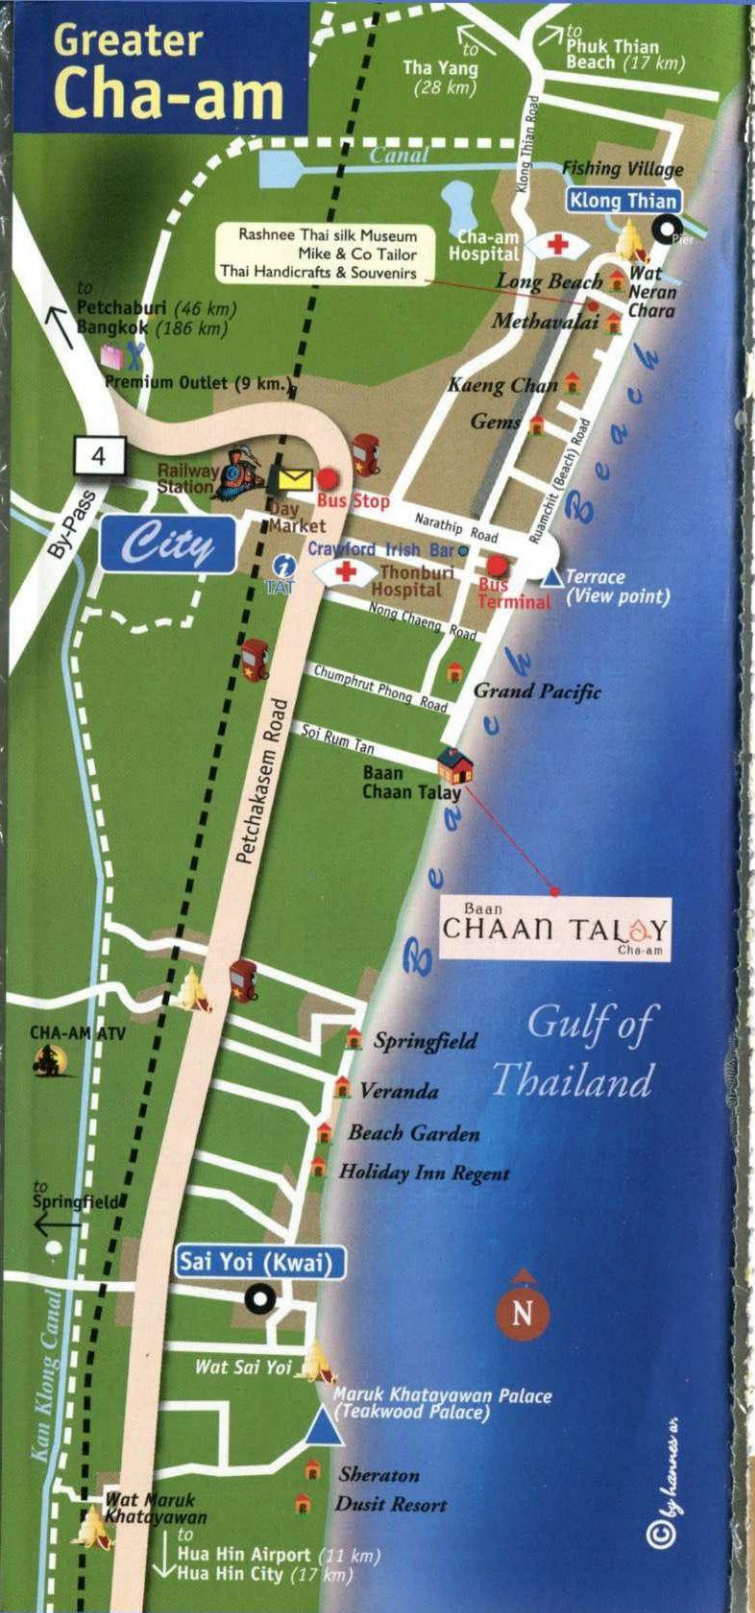 Greater
Cha-am
to
Tha Yang
(28 km)
to
Phuk Thian
Beach (17 km)
Klong Thian Road
Canal
Fishing Village
Klong Thian
Pier
Rashnee Thai silk Museum
Mike & Co Tailor
Thai Handicrafts & Souvenirs
Cha-am
Hospital
Long Beach
Wat
Neran
Chara
Methavalai
to
Petchaburi (46 km)
Bangkok (186 km)
Premium Outlet (9 km.)
Kaeng Chan
Gems
Beach
4
Railway
Station
Bus Stop
Day
Market
Ruamchit (Beach) Road
Narathip Road
By-Pass
City
Crawford Irish Bar
TAT
Thonburi
Hospital
Bus
Terminal
Terrace
(View point)
Nong Chaeng Road
Grand Pacific
Chumphrut Phong Road
Soi Rum Tan
Baan
Chaan Talay
Petchakasem Road
Beach
Baan
CHAAN TALAY
Cha-am
Gulf of
Thailand
CHA-AM ATV
Springfield
Veranda
Beach Garden
Holiday Inn Regent
to
Springfield
Sai Yoi (Kwai)
N
Kan Klong Canal
Wat Sai Yoi
Maruk Khatayawan Palace
(Teakwood Palace)
Sheraton
Dusit Resort
Wat Maruk
Khatayawan
to
Hua Hin Airport (11 km)
Hua Hin City (17 km)
© by hannes w.